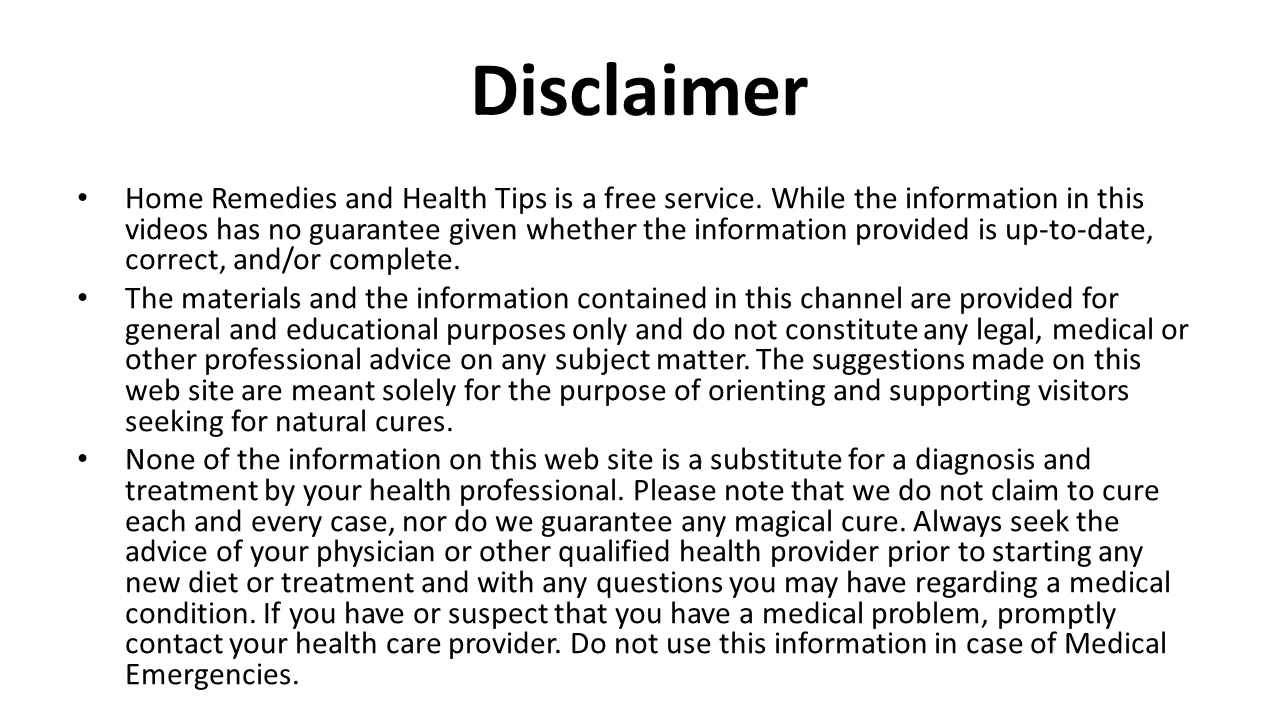 Disclaimer
• Home Remedies and Health Tips is a free service. While the information in this
videos has no guarantee given whether the information provided is up-to-date,
correct, and/or complete.
• The materials and the information contained in this channel are provided for
general and educational purposes only and do not constitute any legal, medical or
other professional advice on any subject matter. The suggestions made on this
web site are meant solely for the purpose of orienting and supporting visitors
seeking for natural cures.
• None of the information on this web site is a substitute for a diagnosis and
treatment by your health professional. Please note that we do not claim to cure
each and every case, nor do we guarantee any magical cure. Always seek the
advice of your physician or other qualified health provider prior to starting any
new diet or treatment and with any questions you may have regarding a medical
condition. If you have or suspect that you have a medical problem, promptly
contact your health care provider. Do not use this information in case of Medical
Emergencies.